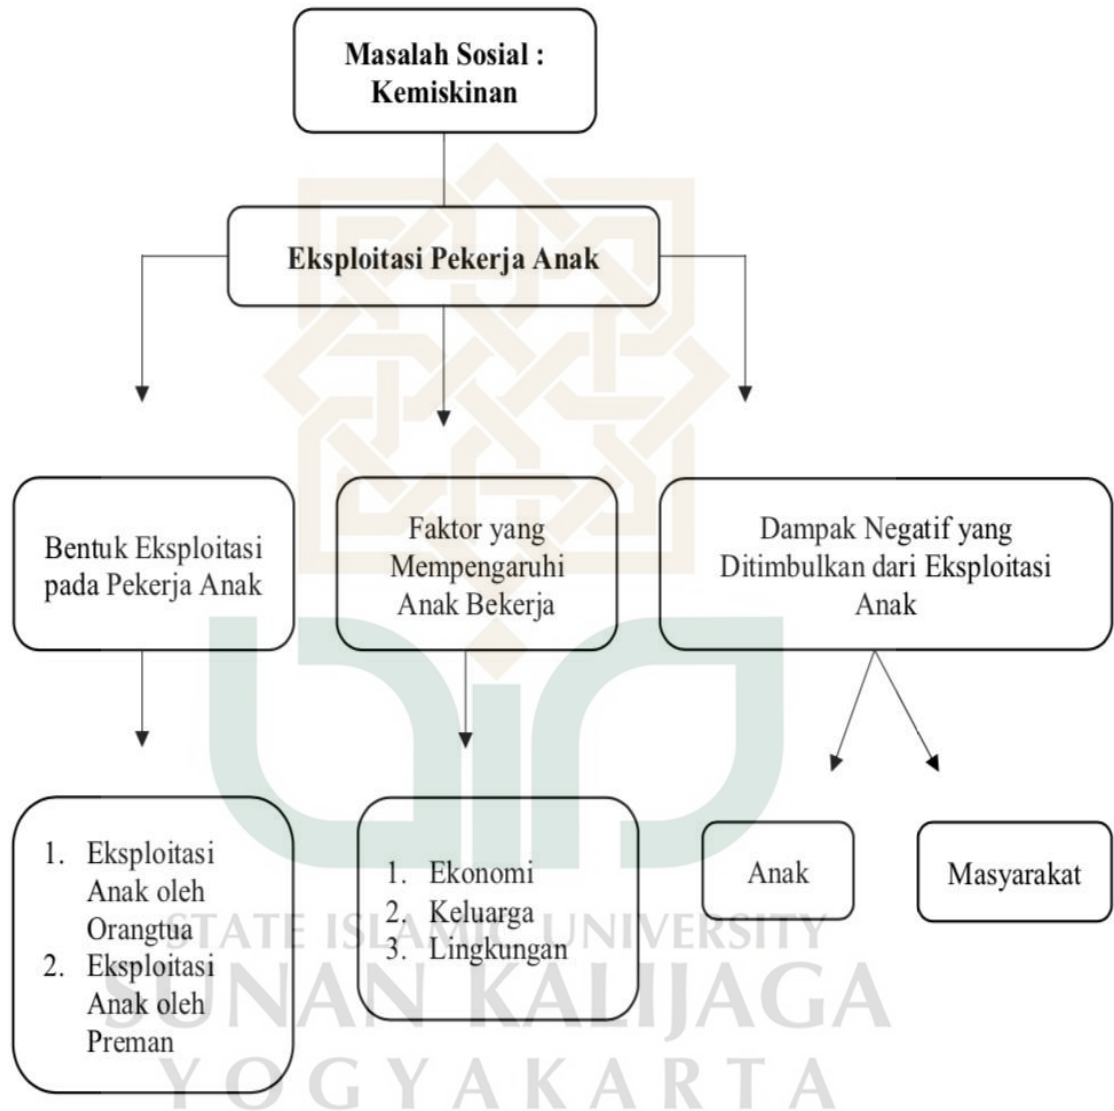 Masalah Sosial :
Kemiskinan
Eksploitasi Pekerja Anak
Bentuk Eksploitasi
pada Pekerja Anak
Faktor yang
Mempengaruhi
Anak Bekerja
Dampak Negatif yang
Ditimbulkan dari Eksploitasi
Anak
1. Eksploitasi
Anak oleh
Orangtua
2. Eksploitasi
Anak oleh
Preman
1. Ekonomi
2. Keluarga
3. Lingkungan
Anak
Masyarakat
STATE ISLAMIC UNIVERSITY
SUNAN KALIJAGA
YOGYAKARTA